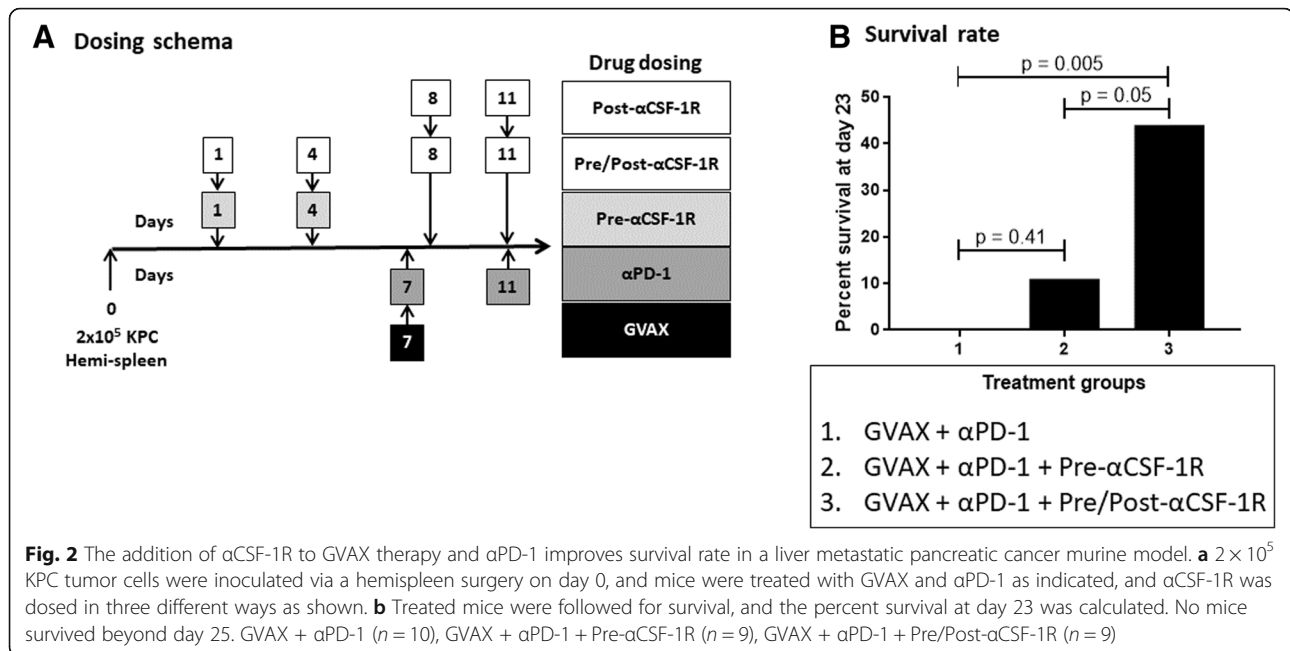 A Dosing schema
Drug dosing
8 11 Post-αCSF-1R
1 4 8 11 Pre/Post-αCSF-1R
Days 1 4 Pre-αCSF-1R
Days 7 11 αPD-1
0 7 GVAX
2x10⁵ KPC
Hemi-spleen
B Survival rate
p = 0.005
p = 0.05
p = 0.41
Percent survival at day 23
50
40
30
20
10
0
1 2 3
Treatment groups
1. GVAX + αPD-1
2. GVAX + αPD-1 + Pre-αCSF-1R
3. GVAX + αPD-1 + Pre/Post-αCSF-1R
Fig. 2 The addition of αCSF-1R to GVAX therapy and αPD-1 improves survival rate in a liver metastatic pancreatic cancer murine model. a 2 × 10⁵
KPC tumor cells were inoculated via a hemispleen surgery on day 0, and mice were treated with GVAX and αPD-1 as indicated, and αCSF-1R was
dosed in three different ways as shown. b Treated mice were followed for survival, and the percent survival at day 23 was calculated. No mice
survived beyond day 25. GVAX + αPD-1 (n = 10), GVAX + αPD-1 + Pre-αCSF-1R (n = 9), GVAX + αPD-1 + Pre/Post-αCSF-1R (n = 9)